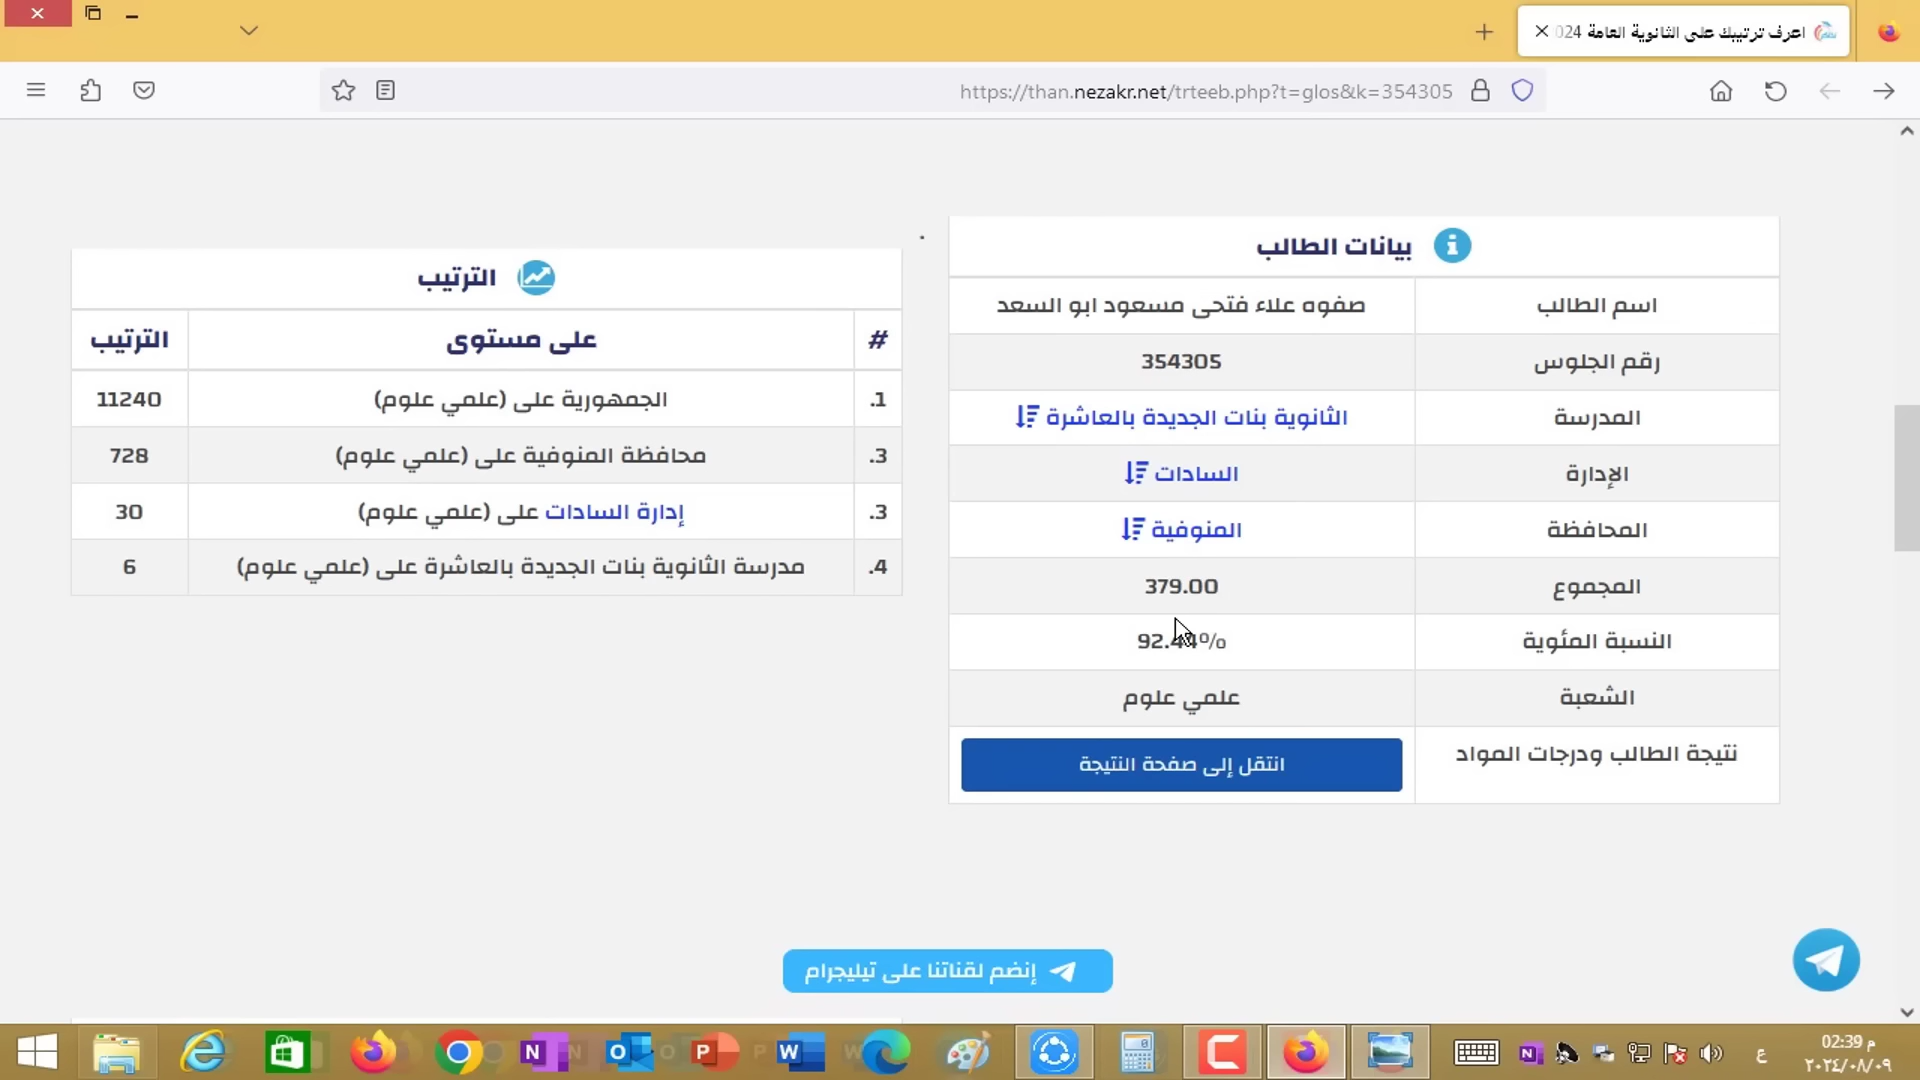 اعرف ترتيبك على الثانوية العامة 024
https://than.nezakr.net/trteeb.php?t=glos&k=354305
بيانات الطالب
اسم الطالب صفوه علاء فتحى مسعود ابو السعد
رقم الجلوس 354305
المدرسة الثانوية بنات الجديدة بالعاشرة
الإدارة السادات
المحافظة المنوفية
المجموع 379.00
النسبة المئوية 92.44%
الشعبة علمي علوم
نتيجة الطالب ودرجات المواد انتقل إلى صفحة النتيجة
الترتيب
# على مستوى الترتيب
1. الجمهورية على (علمي علوم) 11240
3. محافظة المنوفية على (علمي علوم) 728
3. إدارة السادات على (علمي علوم) 30
4. مدرسة الثانوية بنات الجديدة بالعاشرة على (علمي علوم) 6
إنضم لقناتنا على تيليجرام
ع
02:39 م
٢٠٢٤/٠٨/٠٩